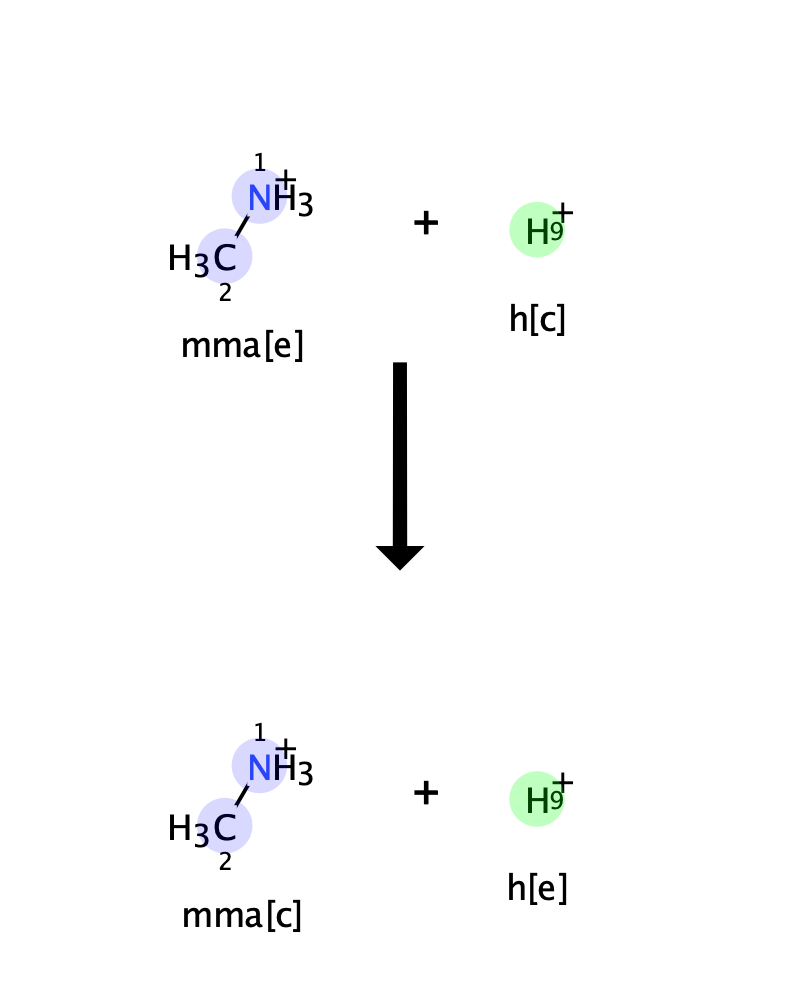 1
NH3+
+
H9+
H3C
2
h[c]
mma[e]
1
NH3+
+
H9+
H3C
2
h[e]
mma[c]